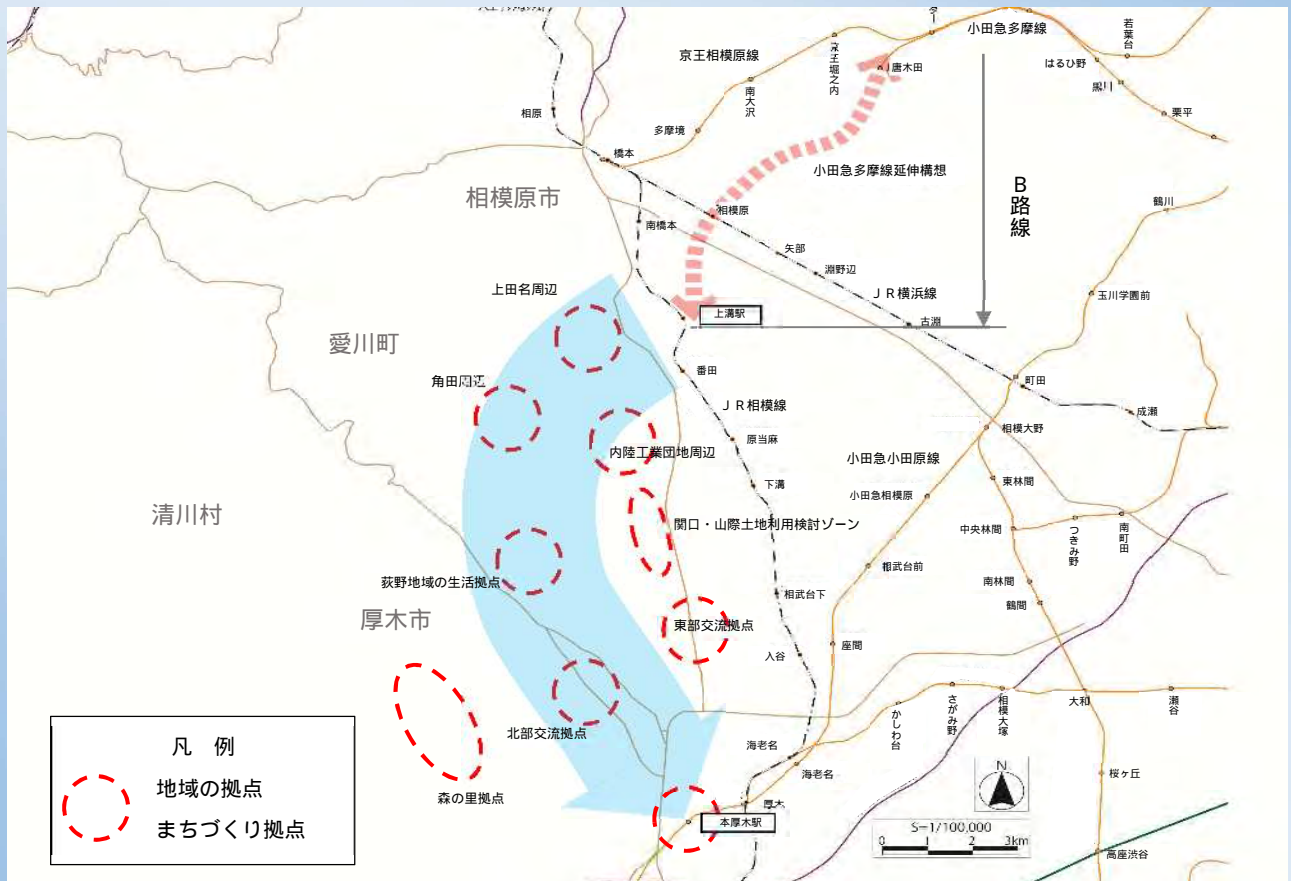 ター
小田急多摩線
若葉台
京王相模原線
京王堀之内
唐木田
はるひ野
黒川
南大沢
栗平
相原
多摩境
橋本
小田急多摩線延伸構想
B路線
相模原市
相模原
南橋本
鶴川
矢部
淵野辺
上田名周辺
JR横浜線
玉川学園前
上溝駅
古淵
愛川町
角田周辺
番田
町田
JR相模線
成瀬
原当麻
相模大野
内陸工業団地周辺
小田急小田原線
下溝
東林間
小田急相模原
清川村
関口・山際土地利用検討ゾーン
中央林間
つきみ野
南町田
荻野地域の生活拠点
相武台前
南林間
相武台下
鶴間
厚木市
東部交流拠点
座間
入谷
かしわ台
さがみ野
相模大塚
大和
瀬谷
北部交流拠点
凡 例
地域の拠点
まちづくり拠点
海老名
海老名
桜ヶ丘
森の里拠点
N
厚木
本厚木駅
S=1/100,000
0 1 2 3km
高座渋谷